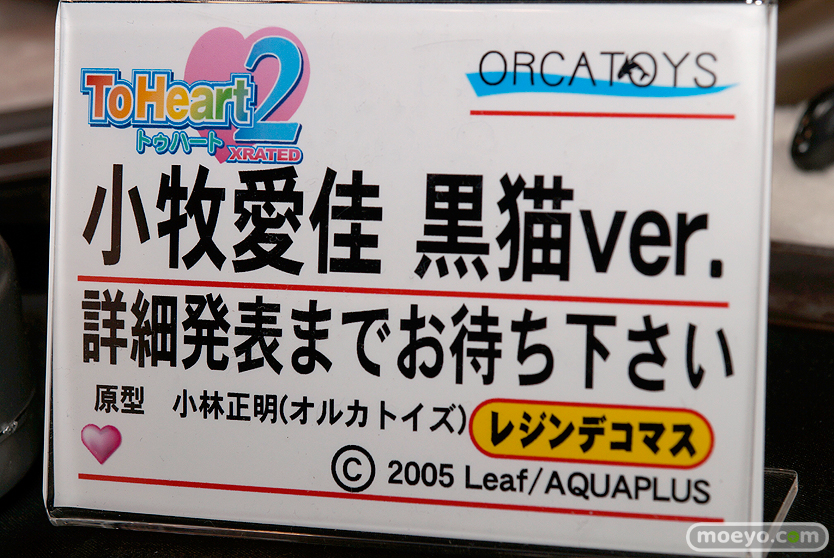 ToHeart2
トゥハート
XRATED
ORCATOYS
小牧愛佳 黒猫ver.
詳細発表までお待ち下さい
原型 小林正明(オルカトイズ)
レジンデコマス
© 2005 Leaf/AQUAPLUS
moeyo.com